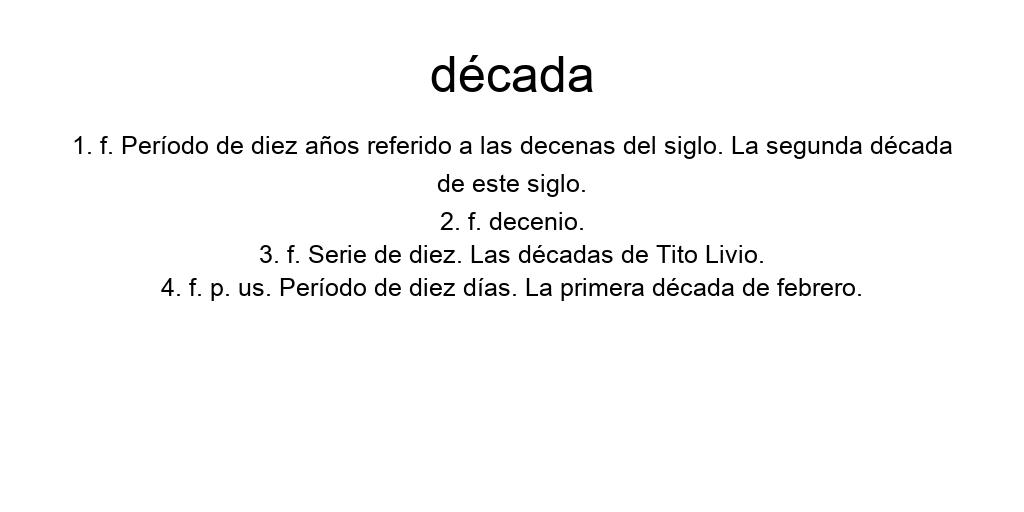 década
1. f. Período de diez años referido a las decenas del siglo. La segunda década
de este siglo.
2. f. decenio.
3. f. Serie de diez. Las décadas de Tito Livio.
4. f. p. us. Período de diez días. La primera década de febrero.